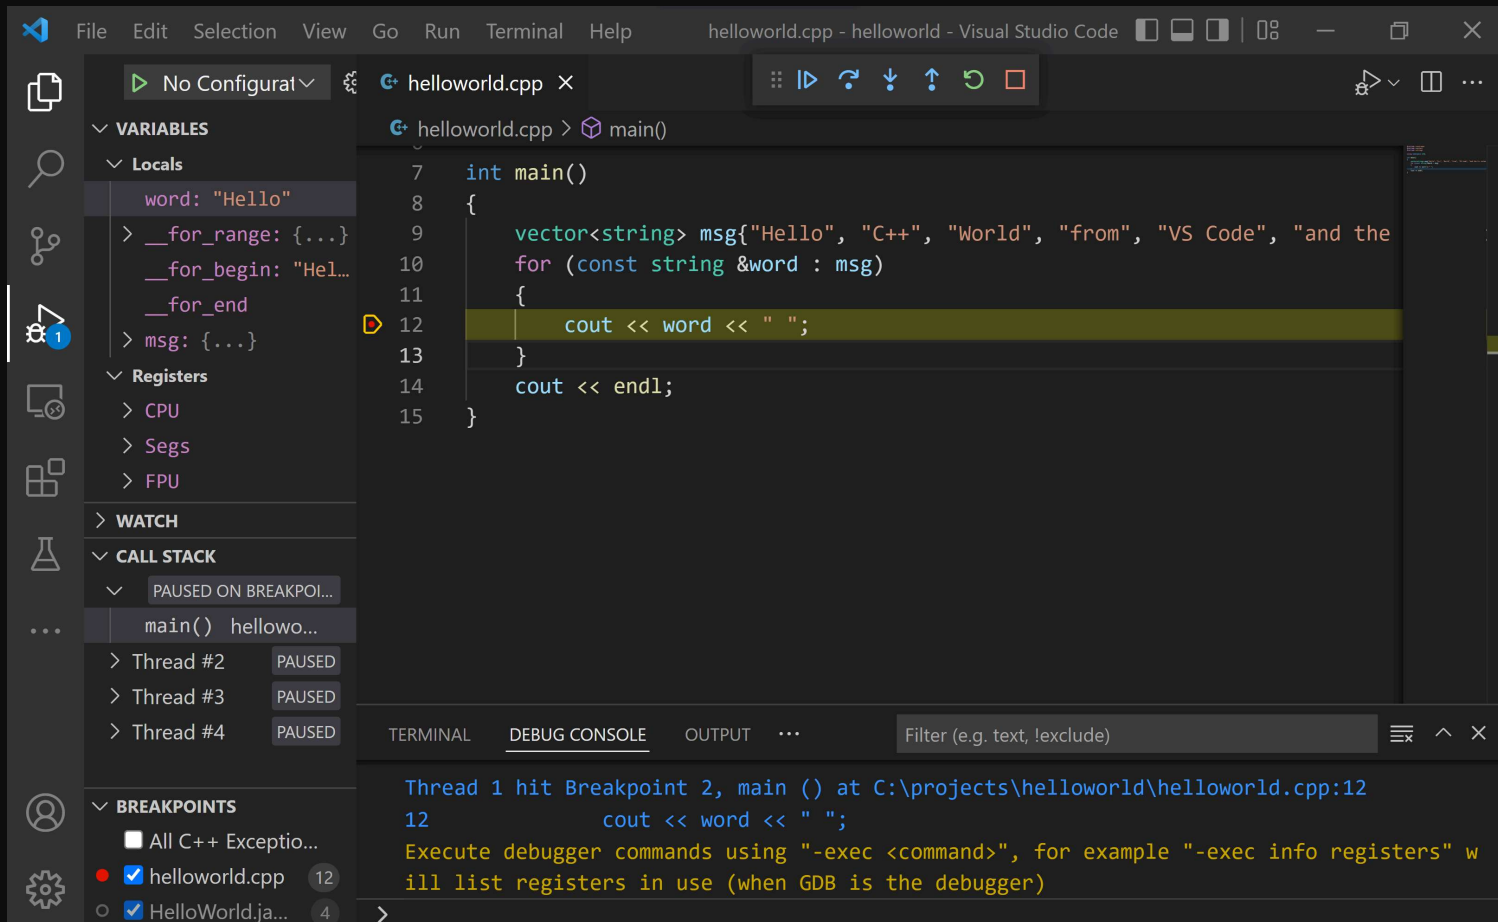 File Edit Selection View Go Run Terminal Help helloworld.cpp - helloworld - Visual Studio Code
No Configurat
helloworld.cpp
helloworld.cpp > main()
VARIABLES
Locals
word: "Hello"
__for_range: {...}
__for_begin: "Hel...
__for_end
msg: {...}
Registers
CPU
Segs
FPU
WATCH
CALL STACK
PAUSED ON BREAKPOI...
main() hellowo...
Thread #2 PAUSED
Thread #3 PAUSED
Thread #4 PAUSED
BREAKPOINTS
All C++ Exceptio...
helloworld.cpp 12
HelloWorld.ja... 4
1
7 int main()
8 {
9 vector<string> msg{"Hello", "C++", "World", "from", "VS Code", "and the
10 for (const string &word : msg)
11 {
12 cout << word << " ";
13 }
14 cout << endl;
15 }
TERMINAL DEBUG CONSOLE OUTPUT ... Filter (e.g. text, !exclude)
Thread 1 hit Breakpoint 2, main () at C:\projects\helloworld\helloworld.cpp:12
12 cout << word << " ";
Execute debugger commands using "-exec <command>", for example "-exec info registers" w
ill list registers in use (when GDB is the debugger)
>